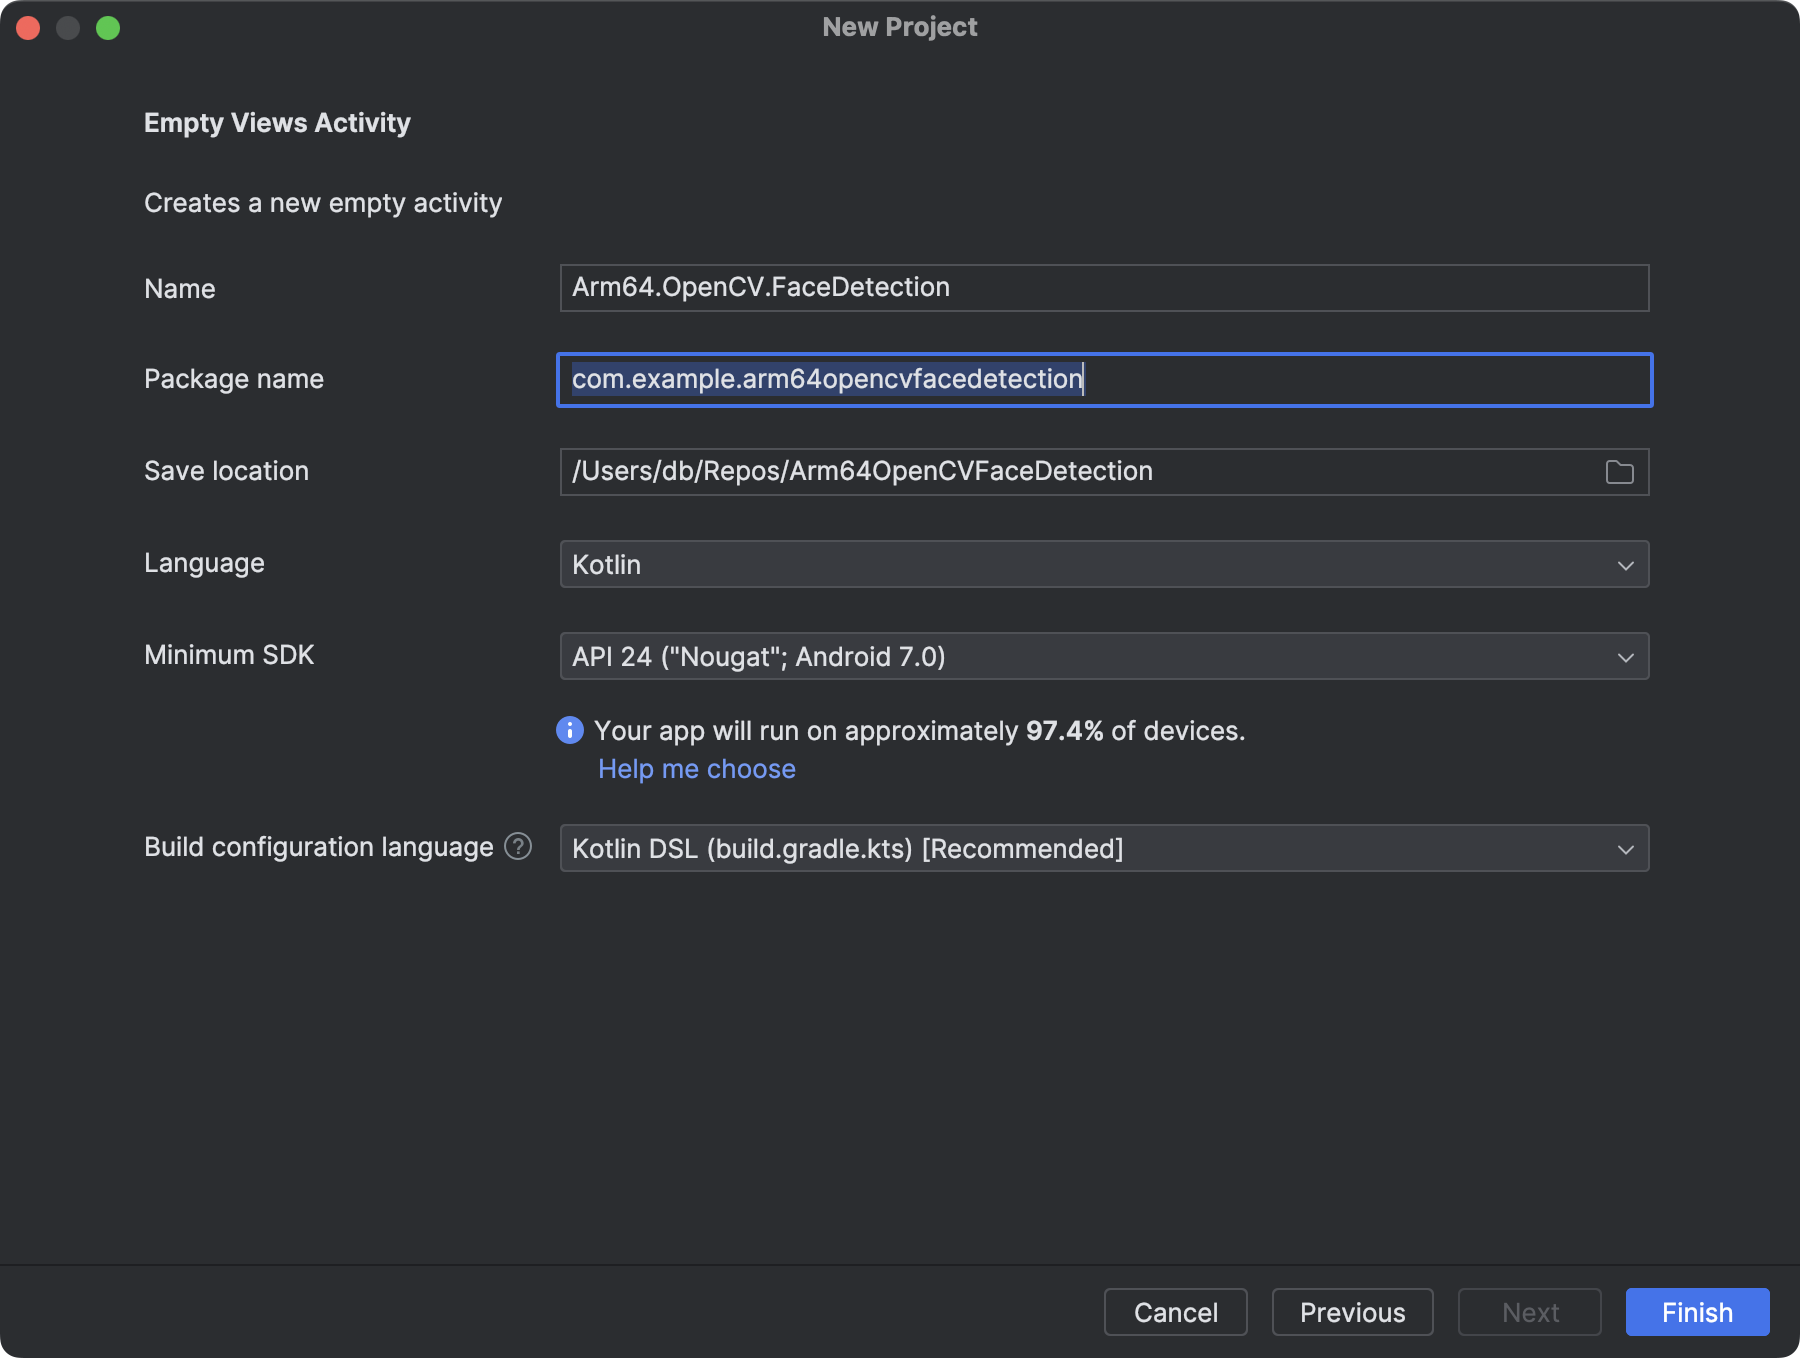 New Project
Empty Views Activity
Creates a new empty activity
Name
Arm64.OpenCV.FaceDetection
Package name
com.example.arm64opencvfacedetection
Save location
/Users/db/Repos/Arm64OpenCVFaceDetection
Language
Kotlin
Minimum SDK
API 24 ("Nougat"; Android 7.0)
Your app will run on approximately 97.4% of devices.
Help me choose
Build configuration language ?
Kotlin DSL (build.gradle.kts) [Recommended]
Cancel
Previous
Next
Finish